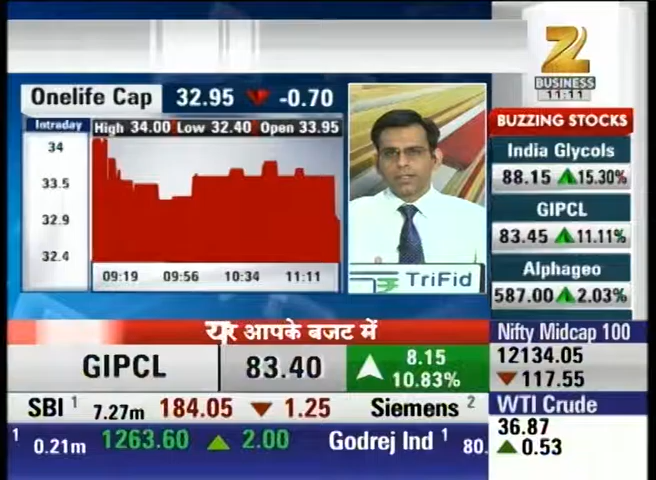 Z
ZEE
BUSINESS
11:11
Onelife Cap 32.95 -0.70
Intraday High 34.00 Low 32.40 Open 33.95
34
33.5
32.9
32.4
09:19 09:56 10:34 11:11
TriFid
BUZZING STOCKS
India Glycols
88.15 15.30%
GIPCL
83.45 11.11%
Alphageo
587.00 2.03%
आपके बजट में
GIPCL 83.40 8.15
10.83%
Nifty Midcap 100
12134.05
117.55
SBI 1 7.27m 184.05 1.25 Siemens 2
1 0.21m 1263.60 2.00 Godrej Ind 1 80.
WTI Crude
36.87
0.53